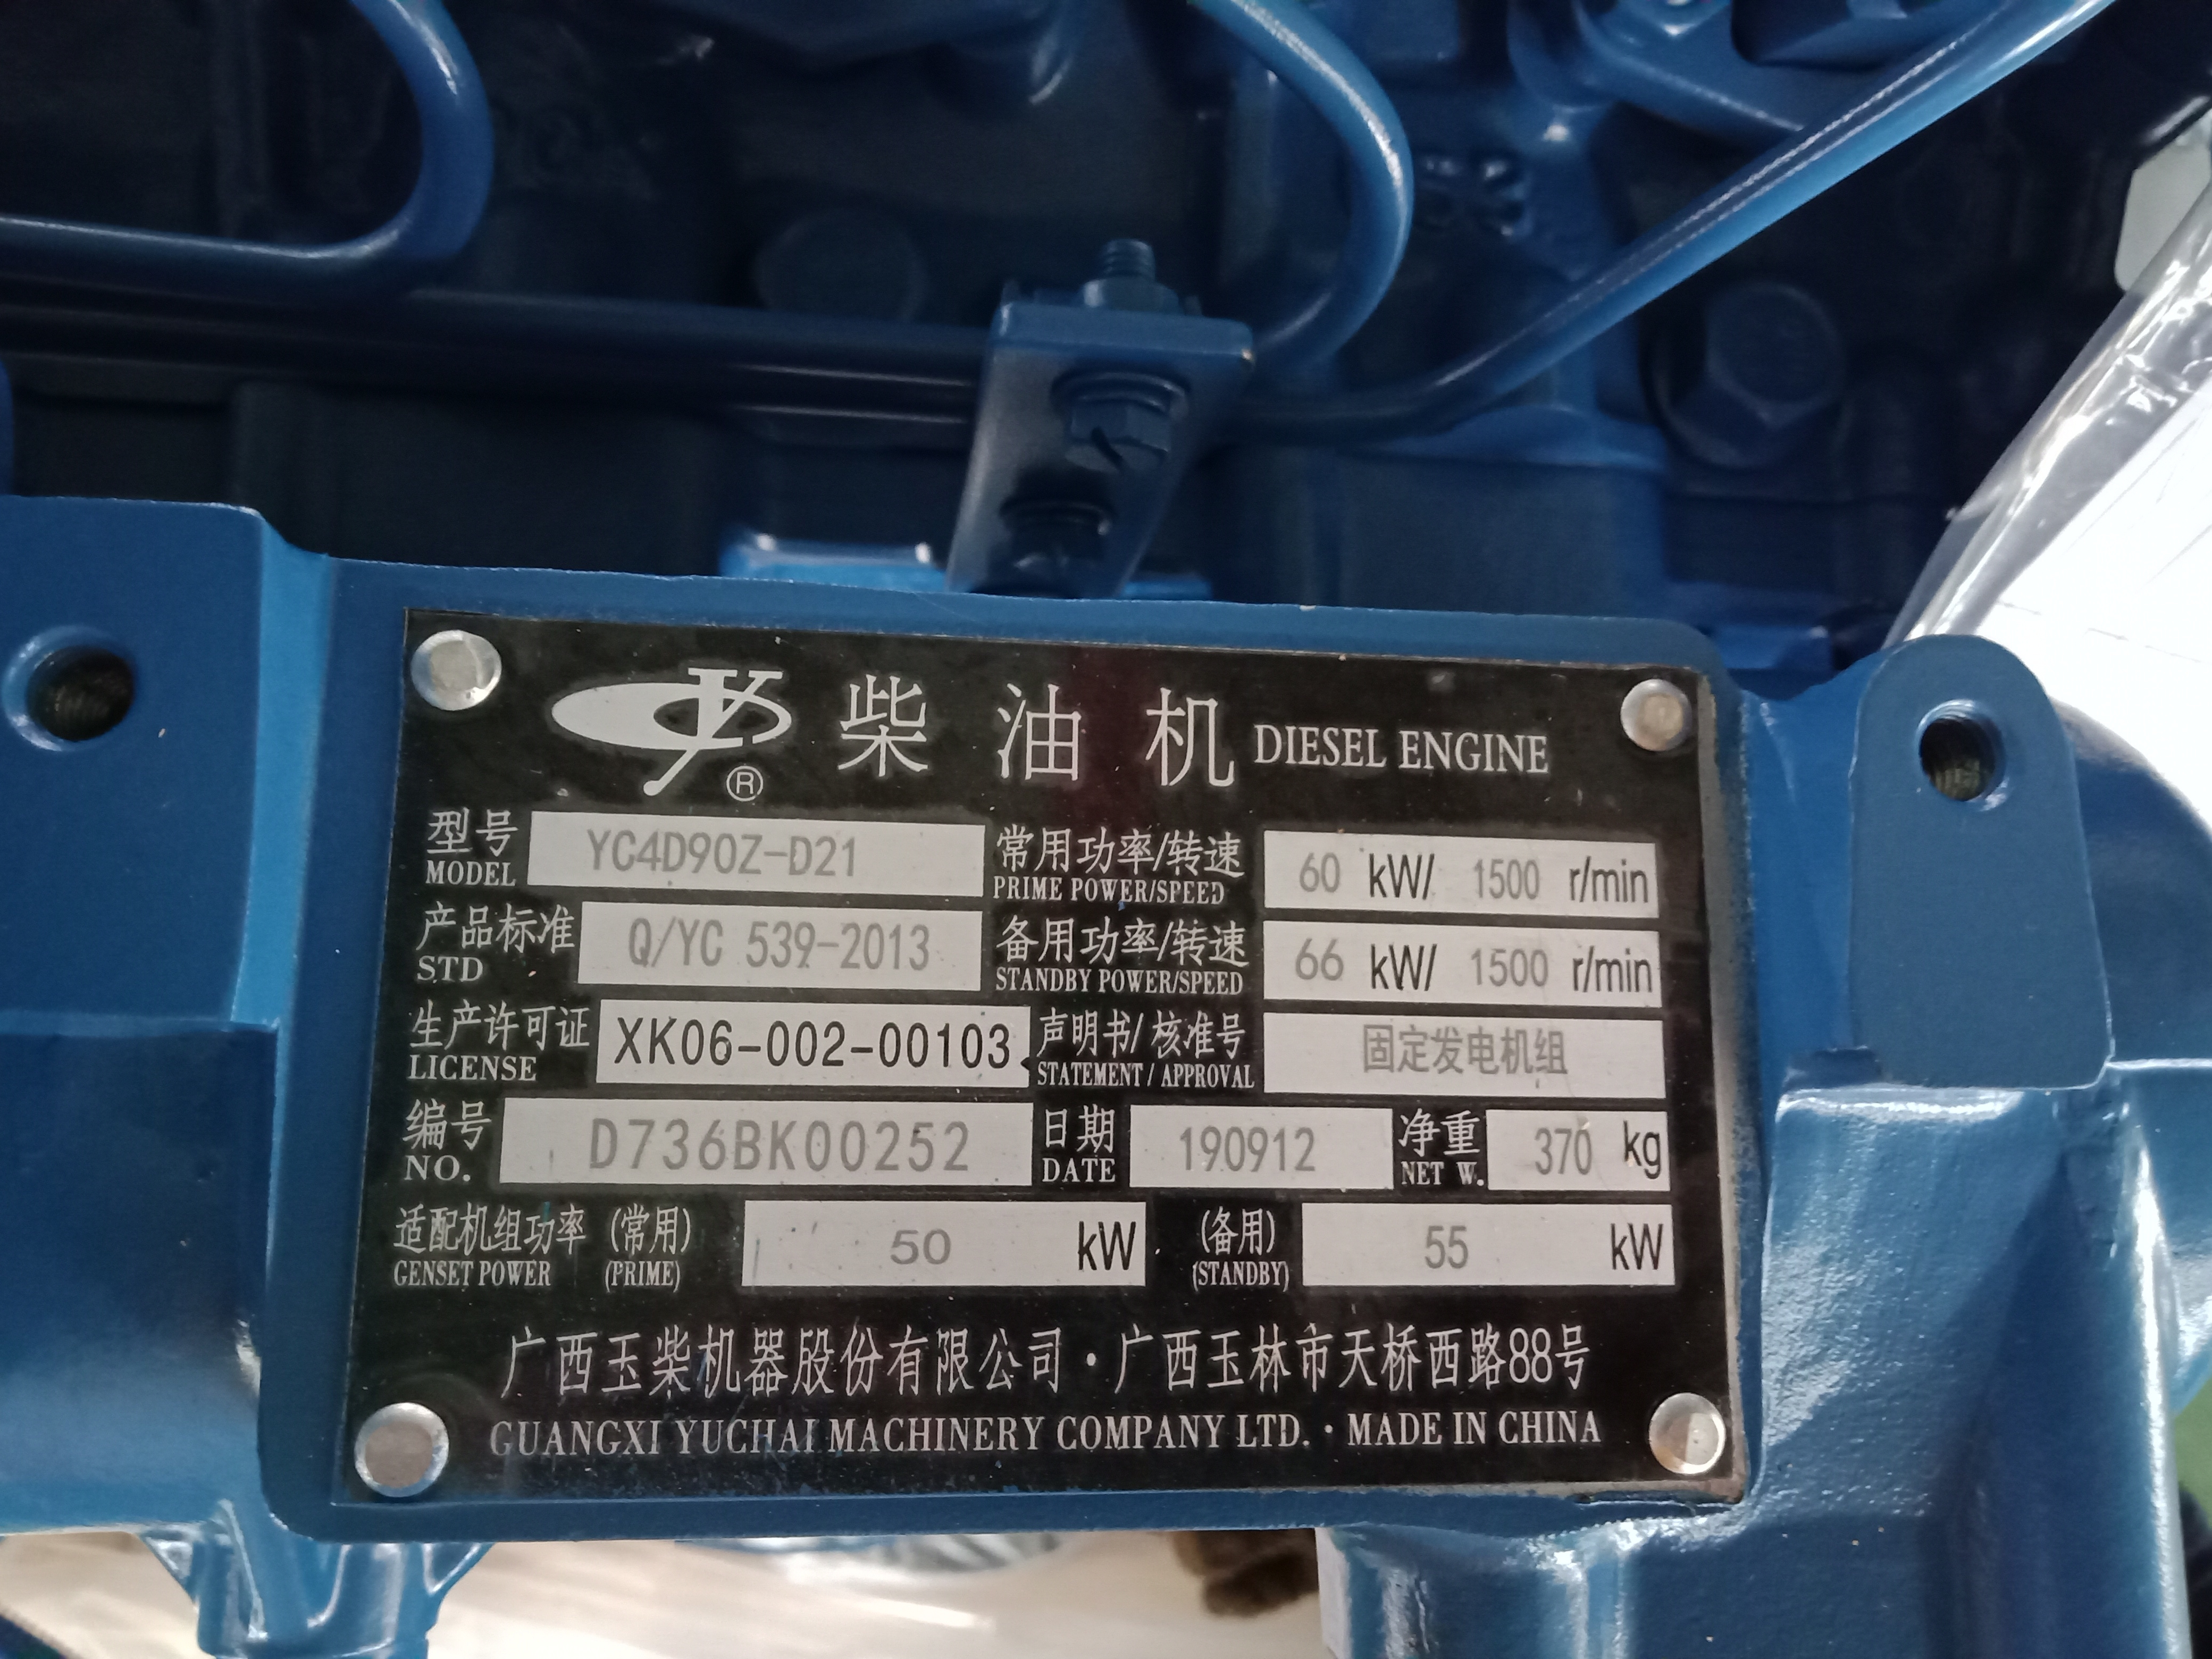 ® 柴油机 DIESEL ENGINE
型号 MODEL YC4D90Z-D21
常用功率/转速 PRIME POWER/SPEED 60 kW/ 1500 r/min
产品标准 STD Q/YC 539-2013
备用功率/转速 STANDBY POWER/SPEED 66 kW/ 1500 r/min
生产许可证 LICENSE XK06-002-00103
声明书/核准号 STATEMENT / APPROVAL 固定发电机组
编号 NO. D736BK00252
日期 DATE 190912
净重 NET W. 370 kg
适配机组功率 GENSET POWER (常用) (PRIME) 50 kW
(备用) (STANDBY) 55 kW
广西玉柴机器股份有限公司·广西玉林市天桥西路88号
GUANGXI YUCHAI MACHINERY COMPANY LTD. · MADE IN CHINA